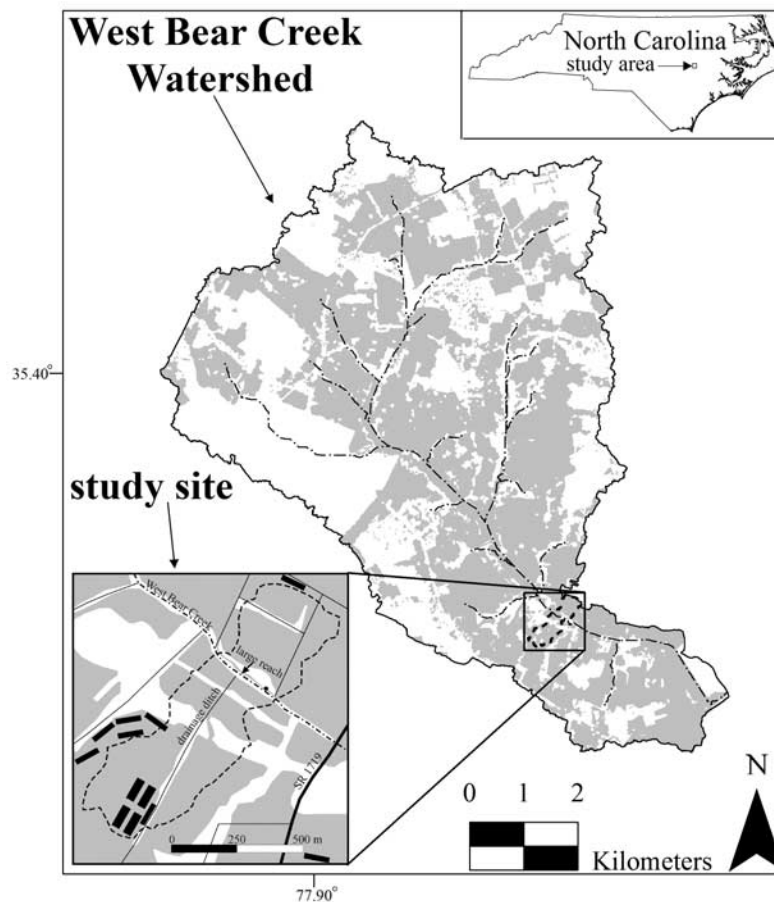 West Bear Creek
Watershed
North Carolina
study area
35.40°
study site
West Bear Creek
large reach
drainage ditch
SR 1719
0 250 500 m
0 1 2
Kilometers
N
77.90°